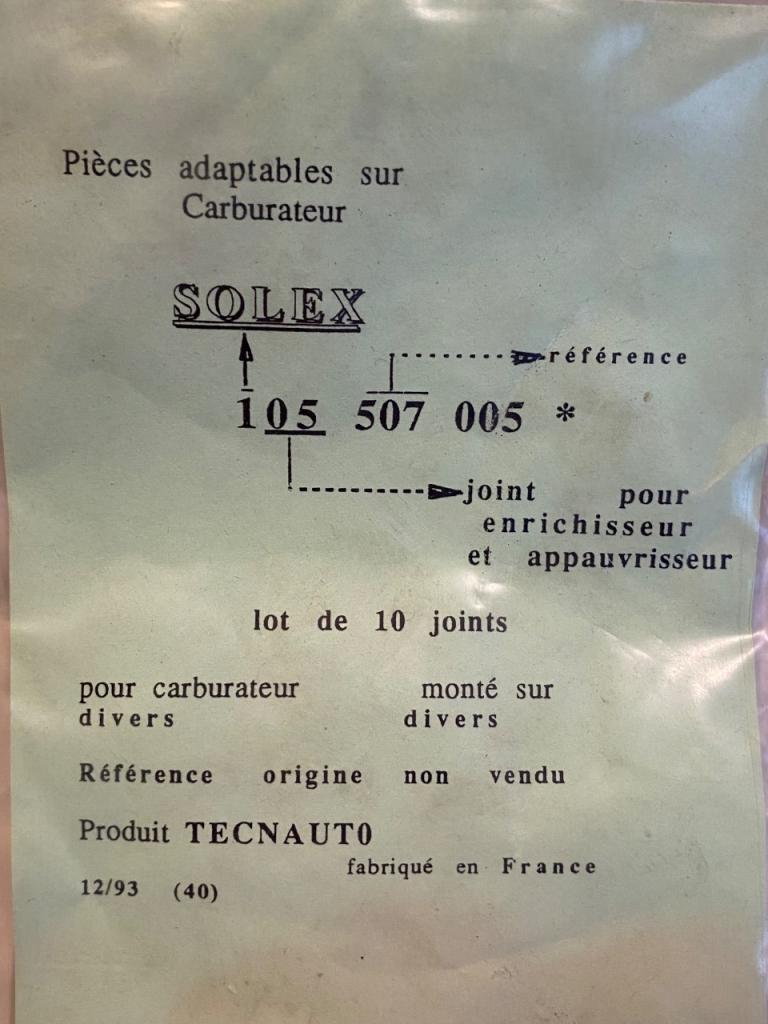 Pièces adaptables sur
Carburateur
SOLEX
référence
105 507 005 *
joint pour
enrichisseur
et appauvrisseur
lot de 10 joints
pour carburateur monté sur
divers divers
Référence origine non vendu
Produit TECNAUTO
fabriqué en France
12/93 (40)